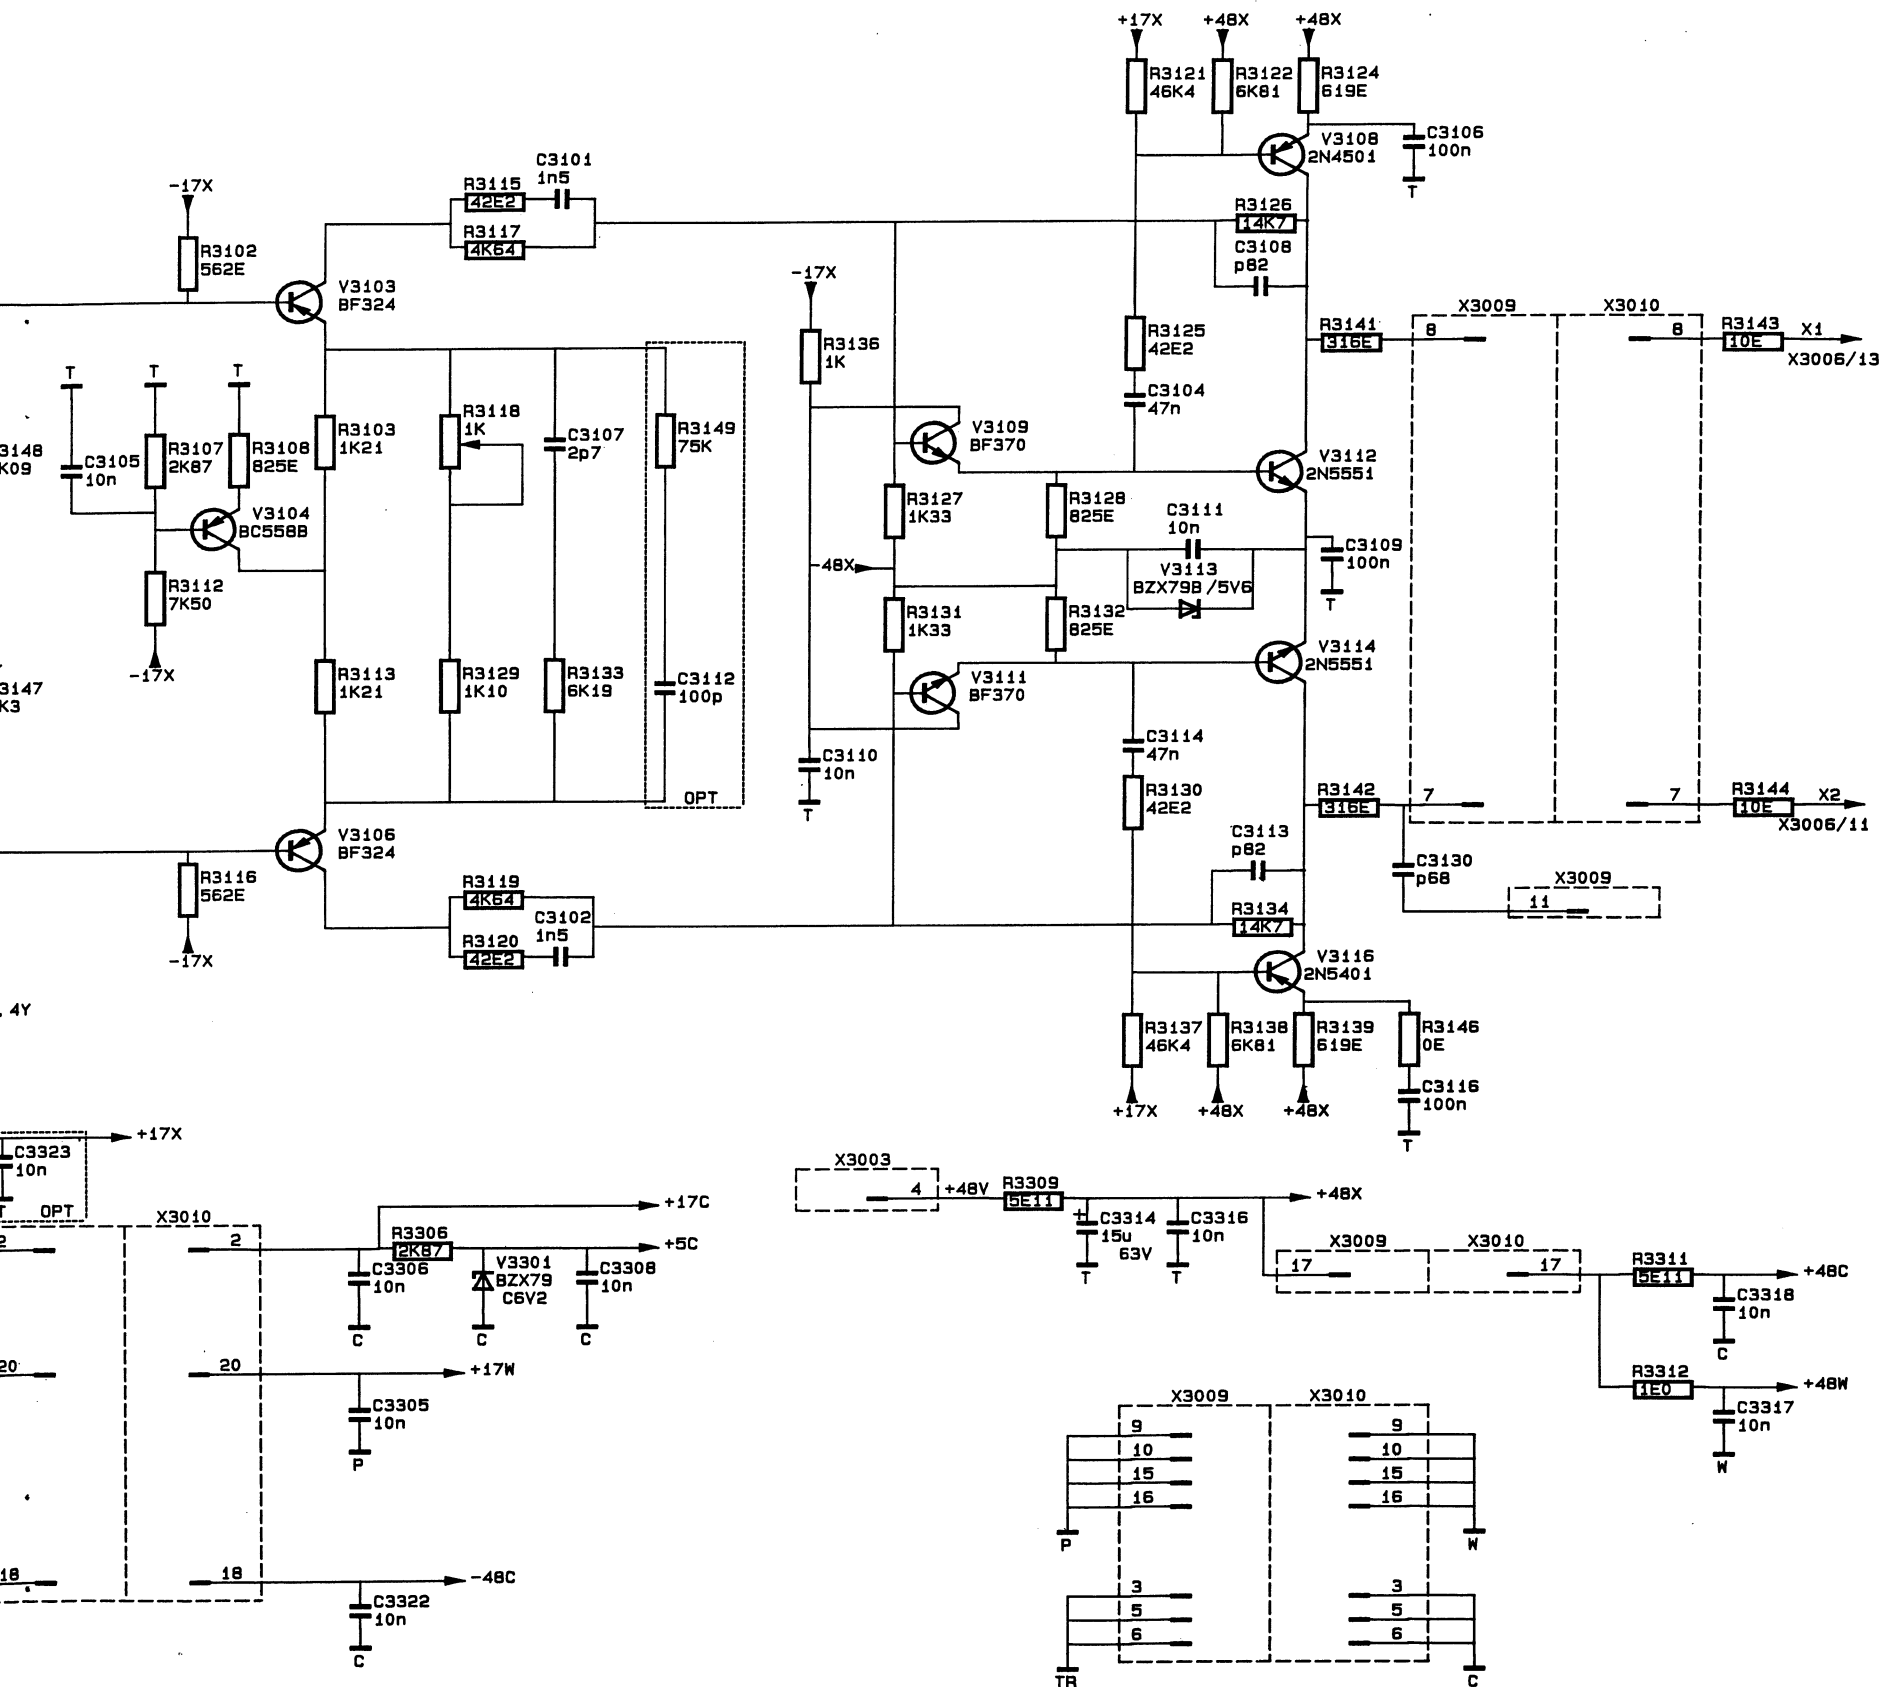 +17X
+48X
+48X
R3121
46K4
R3122
6K81
R3124
619E
V3108
2N4501
C3106
100n
T
-17X
R3102
562E
C3101
1n5
R3115
42E2
R3117
4K64
R3126
14K7
C3108
p82
V3103
BF324
-17X
R3136
1K
R3125
42E2
C3104
47n
R3141
316E
X3009
X3010
8
8
R3143
10E
X1
X3006/13
T
T
T
3148
K09
C3105
10n
R3107
2K87
R3108
825E
R3103
1K21
R3118
1K
C3107
2p7
R3149
75K
V3109
BF370
V3112
2N5551
V3104
BC558B
R3127
1K33
R3128
825E
C3111
10n
C3109
100n
T
-48X
V3113
BZX79B/5V6
R3112
7K50
-17X
R3131
1K33
R3132
825E
V3114
2N5551
3147
K3
R3113
1K21
R3129
1K10
R3133
6K19
C3112
100p
OPT
V3111
BF370
C3110
10n
T
C3114
47n
R3130
42E2
R3142
316E
7
7
R3144
10E
X2
X3006/11
V3106
BF324
C3113
p82
C3130
p68
X3009
11
R3116
562E
-17X
R3119
4K64
C3102
1n5
R3120
42E2
R3134
14K7
V3116
2N5401
4Y
R3137
46K4
R3138
6K81
R3139
619E
R3146
0E
+17X
+48X
+48X
C3116
100n
T
+17X
C3323
10n
T
OPT
X3003
4
+48V
R3309
5E11
+48X
+
C3314
15u
63V
T
C3316
10n
T
X3009
X3010
17
17
R3311
5E11
+48C
C3318
10n
C
R3312
1E0
+48W
C3317
10n
W
X3010
2
2
+17C
R3306
2K87
+5C
C3306
10n
C
V3301
BZX79
C6V2
C
C3308
10n
C
20
20
+17W
C3305
10n
P
18
18
-48C
C3322
10n
C
X3009
X3010
9
9
10
10
15
15
16
16
P
W
3
3
5
5
6
6
TR
C